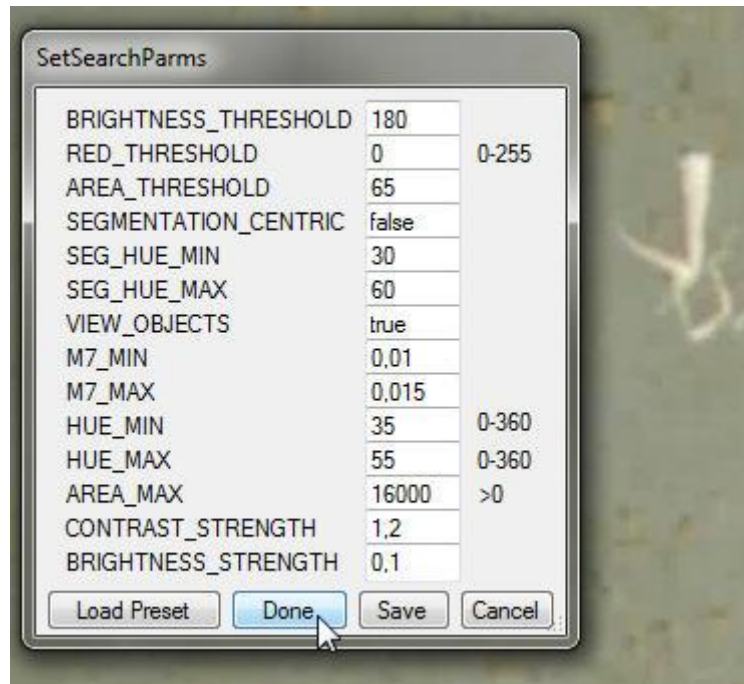 SetSearchParms
BRIGHTNESS_THRESHOLD 180
RED_THRESHOLD 0 0-255
AREA_THRESHOLD 65
SEGMENTATION_CENTRIC false
SEG_HUE_MIN 30
SEG_HUE_MAX 60
VIEW_OBJECTS true
M7_MIN 0,01
M7_MAX 0,015
HUE_MIN 35 0-360
HUE_MAX 55 0-360
AREA_MAX 16000 >0
CONTRAST_STRENGTH 1,2
BRIGHTNESS_STRENGTH 0,1
Load Preset Done Save Cancel